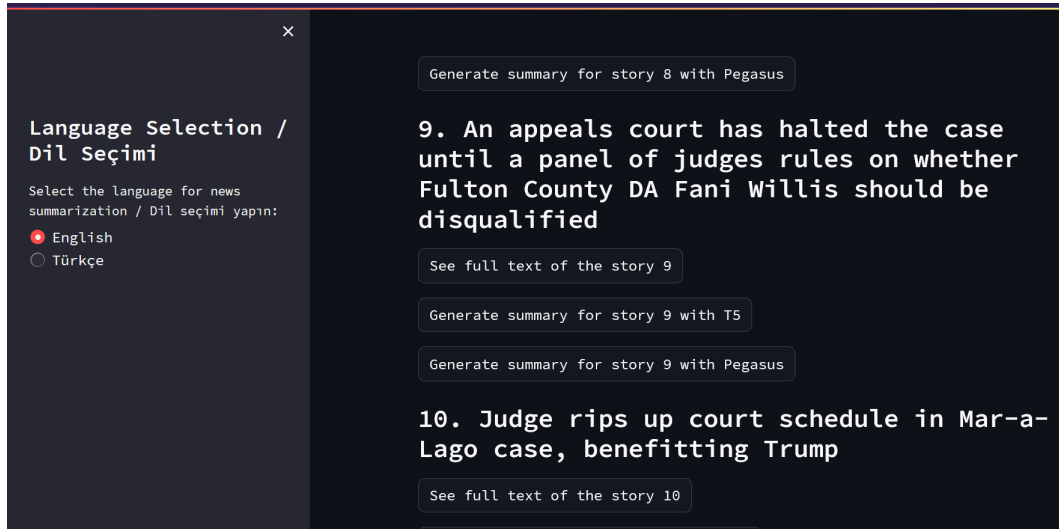 ×
Language Selection /
Dil Seçimi
Select the language for news
summarization / Dil seçimi yapın:
English
Türkçe
Generate summary for story 8 with Pegasus
9. An appeals court has halted the case
until a panel of judges rules on whether
Fulton County DA Fani Willis should be
disqualified
See full text of the story 9
Generate summary for story 9 with T5
Generate summary for story 9 with Pegasus
10. Judge rips up court schedule in Mar-a-
Lago case, benefitting Trump
See full text of the story 10